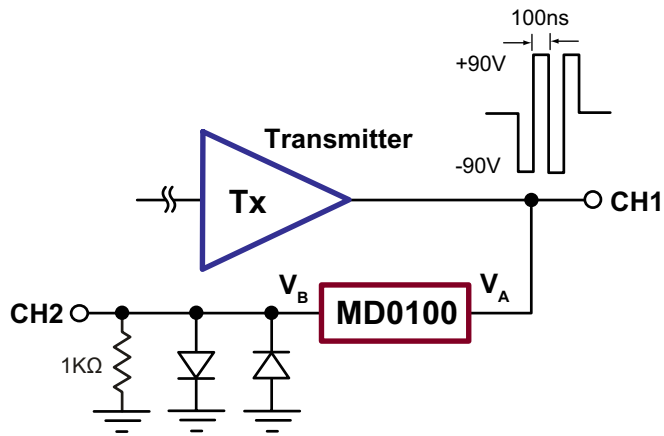 100ns
+90V
Transmitter
-90V
Tx
CH1
VB
VA
CH2
MD0100
1KΩ